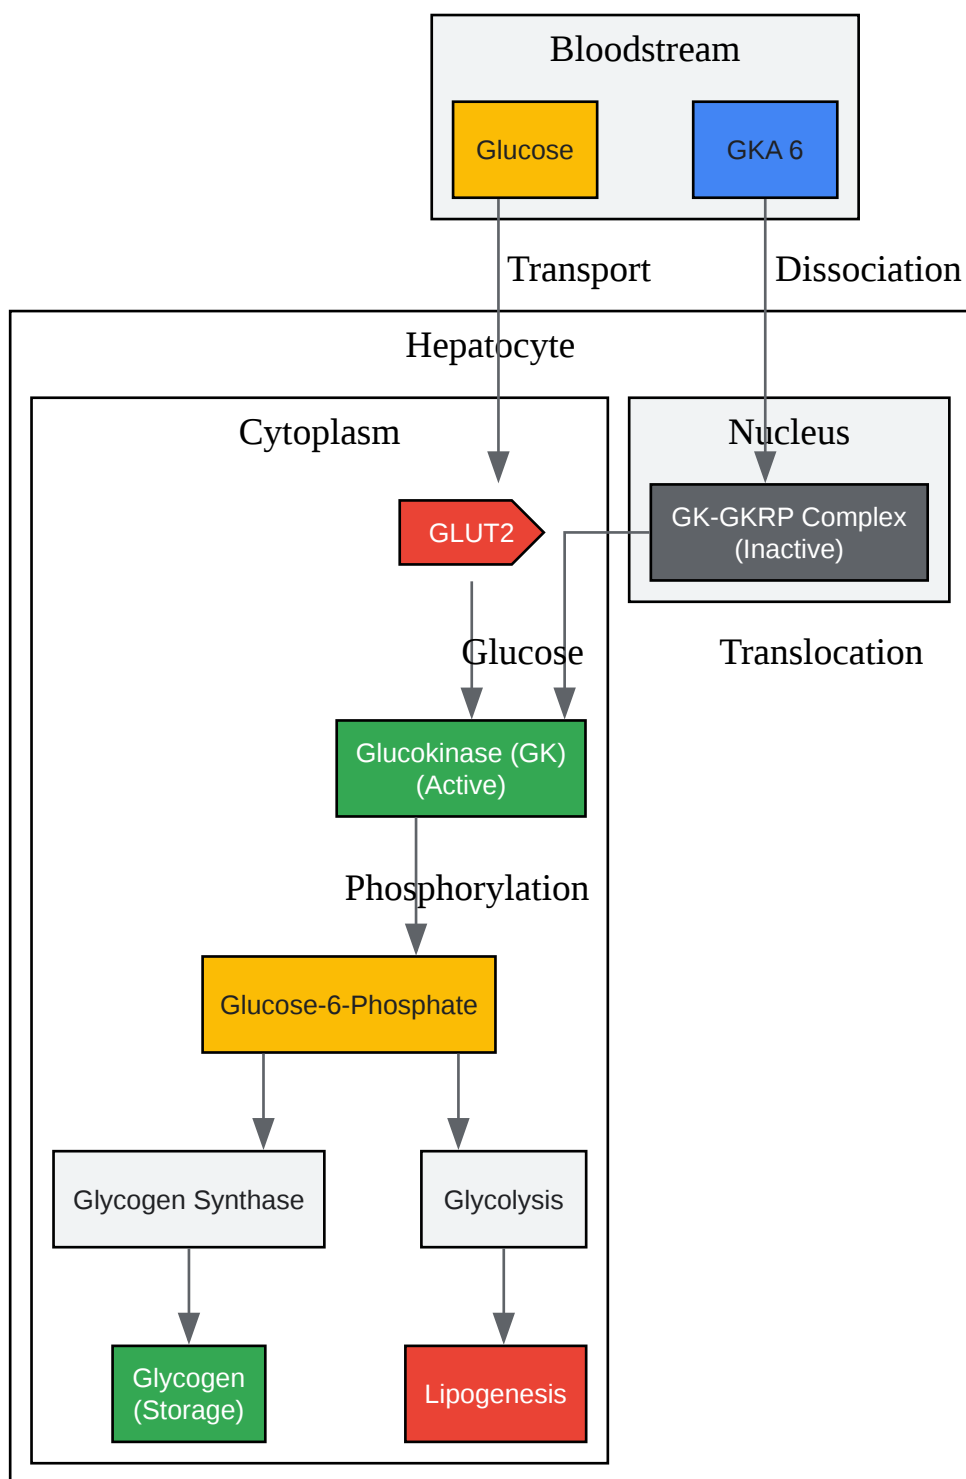 Bloodstream
Glucose
GKA 6
Transport
Dissociation
Hepatocyte
Cytoplasm
Nucleus
GLUT2
GK-GKRP Complex
(Inactive)
Glucose
Translocation
Glucokinase (GK)
(Active)
Phosphorylation
Glucose-6-Phosphate
Glycogen Synthase
Glycolysis
Glycogen
(Storage)
Lipogenesis